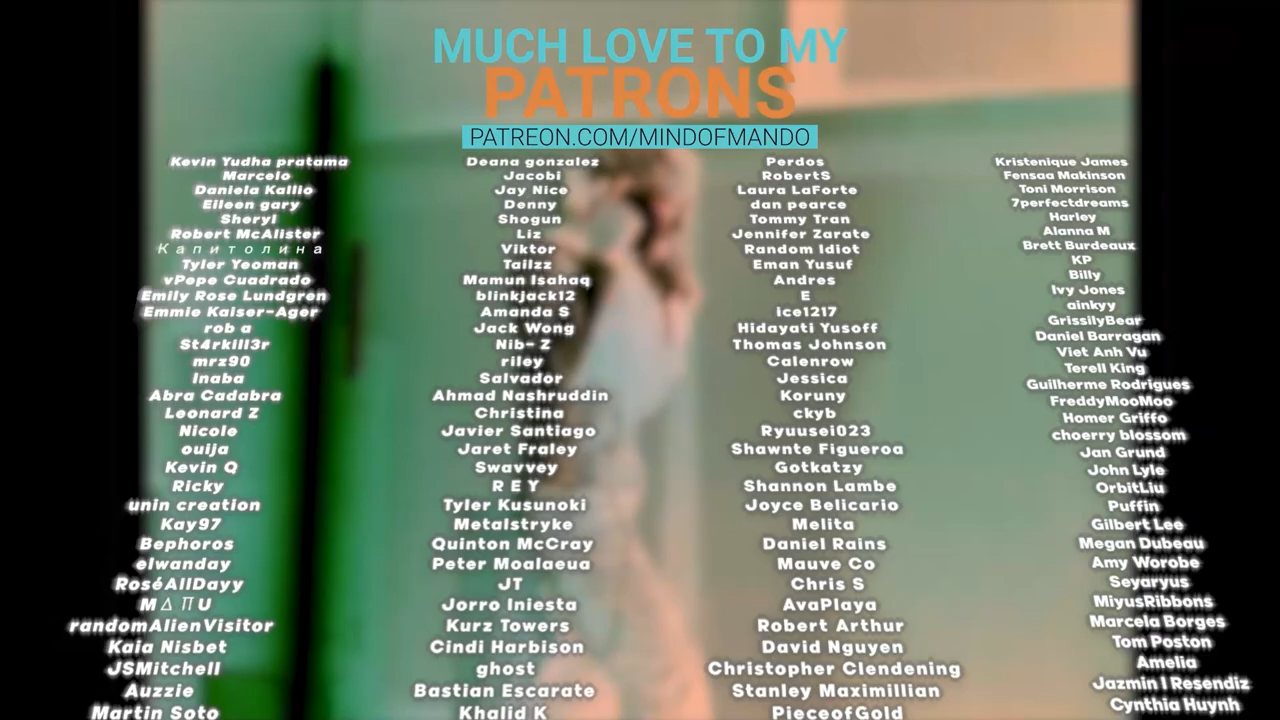 MUCH LOVE TO MY
PATRONS
PATREON.COM/MINDOFMANDO
Kevin Yudha pratama
Marcelo
Daniela Kallio
Eileen gary
Sheryl
Robert McAlister
Капитолина
Tyler Yeoman
vPepe Cuadrado
Emily Rose Lundgren
Emmie Kaiser-Ager
rob a
St4rkill3r
mrz90
Inaba
Abra Cadabra
Leonard Z
Nicole
ouija
Kevin Q
Ricky
unin creation
Kay97
Bephoros
elwanday
RoséAllDayy
M Δ Π U
randomAlienVisitor
Kaia Nisbet
JSMitchell
Auzzie
Martin Soto
Deana gonzalez
Jacobi
Jay Nice
Denny
Shogun
Liz
Viktor
Tailzz
Mamun Isahaq
blinkjack12
Amanda S
Jack Wong
Nib- Z
riley
Salvador
Ahmad Nashruddin
Christina
Javier Santiago
Jaret Fraley
Swavvey
R E Y
Tyler Kusunoki
Metalstryke
Quinton McCray
Peter Moalaeua
JT
Jorro Iniesta
Kurz Towers
Cindi Harbison
ghost
Bastian Escarate
Khalid K
Perdos
RobertS
Laura LaForte
dan pearce
Tommy Tran
Jennifer Zarate
Random Idiot
Eman Yusuf
Andres
E
ice1217
Hidayati Yusoff
Thomas Johnson
Calenrow
Jessica
Koruny
ckyb
Ryuusei023
Shawnte Figueroa
Gotkatzy
Shannon Lambe
Joyce Belicario
Melita
Daniel Rains
Mauve Co
Chris S
AvaPlaya
Robert Arthur
David Nguyen
Christopher Clendening
Stanley Maximillian
PieceofGold
Kristenique James
Fensaa Makinson
Toni Morrison
7perfectdreams
Harley
Alanna M
Brett Burdeaux
KP
Billy
Ivy Jones
ainkyy
GrissilyBear
Daniel Barragan
Viet Anh Vu
Terell King
Guilherme Rodrigues
FreddyMooMoo
Homer Griffo
choerry blossom
Jan Grund
John Lyle
OrbitLiu
Puffin
Gilbert Lee
Megan Dubeau
Amy Worobe
Seyaryus
MiyusRibbons
Marcela Borges
Tom Poston
Amelia
Jazmin I Resendiz
Cynthia Huynh